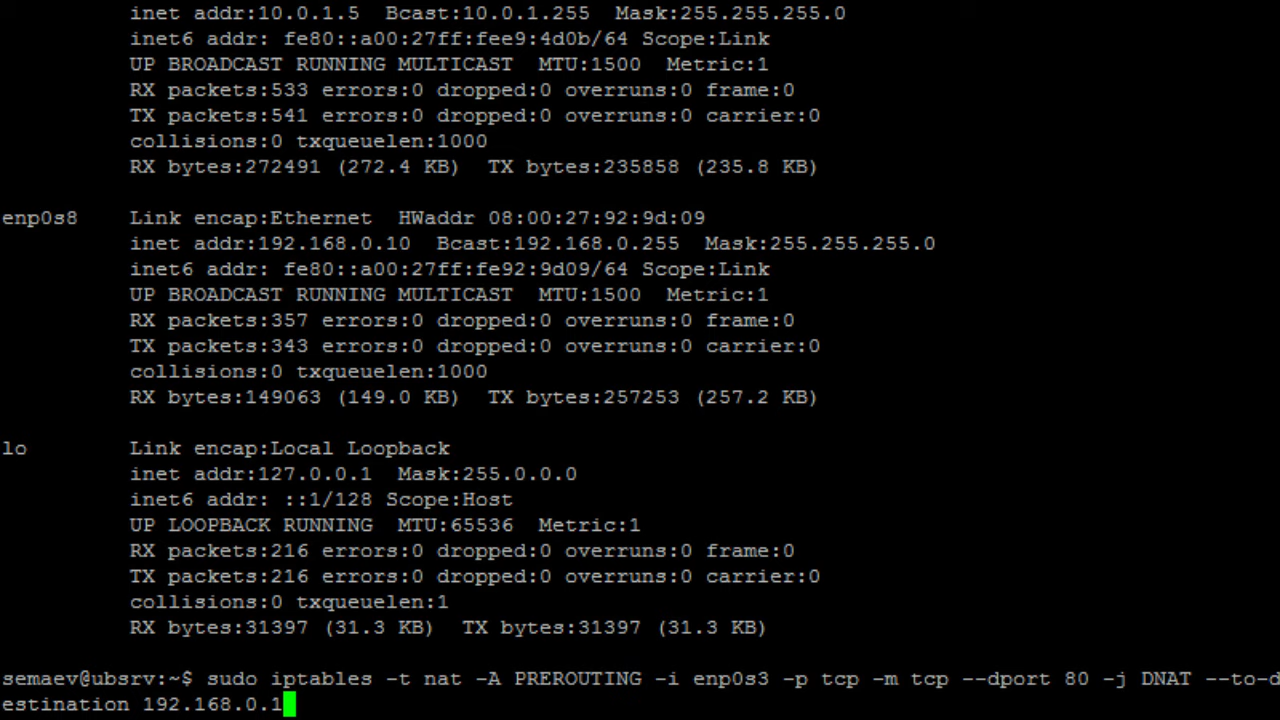 inet addr:10.0.1.5  Bcast:10.0.1.255  Mask:255.255.255.0
inet6 addr: fe80::a00:27ff:fee9:4d0b/64 Scope:Link
UP BROADCAST RUNNING MULTICAST  MTU:1500  Metric:1
RX packets:533 errors:0 dropped:0 overruns:0 frame:0
TX packets:541 errors:0 dropped:0 overruns:0 carrier:0
collisions:0 txqueuelen:1000
RX bytes:272491 (272.4 KB)  TX bytes:235858 (235.8 KB)
enp0s8    Link encap:Ethernet  HWaddr 08:00:27:92:9d:09
inet addr:192.168.0.10  Bcast:192.168.0.255  Mask:255.255.255.0
inet6 addr: fe80::a00:27ff:fe92:9d09/64 Scope:Link
UP BROADCAST RUNNING MULTICAST  MTU:1500  Metric:1
RX packets:357 errors:0 dropped:0 overruns:0 frame:0
TX packets:343 errors:0 dropped:0 overruns:0 carrier:0
collisions:0 txqueuelen:1000
RX bytes:149063 (149.0 KB)  TX bytes:257253 (257.2 KB)
lo        Link encap:Local Loopback
inet addr:127.0.0.1  Mask:255.0.0.0
inet6 addr: ::1/128 Scope:Host
UP LOOPBACK RUNNING  MTU:65536  Metric:1
RX packets:216 errors:0 dropped:0 overruns:0 frame:0
TX packets:216 errors:0 dropped:0 overruns:0 carrier:0
collisions:0 txqueuelen:1
RX bytes:31397 (31.3 KB)  TX bytes:31397 (31.3 KB)
semaev@ubsrv:~$ sudo iptables -t nat -A PREROUTING -i enp0s3 -p tcp -m tcp --dport 80 -j DNAT --to-d
estination 192.168.0.1